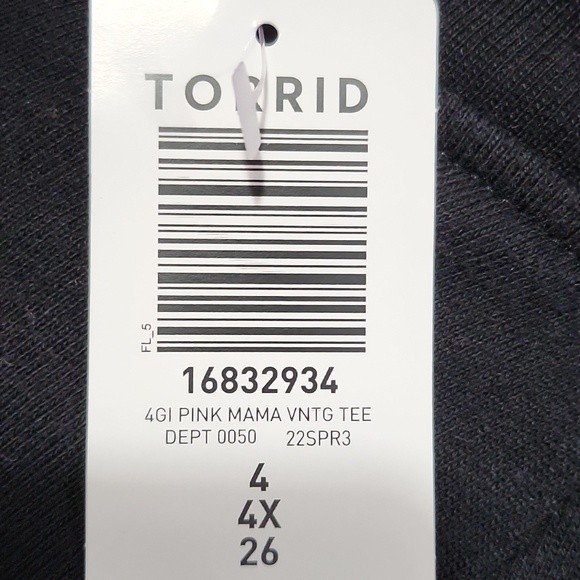 TORRID
FL_5
16832934
4GI PINK MAMA VNTG TEE
DEPT 0050 22SPR3
4
4X
26